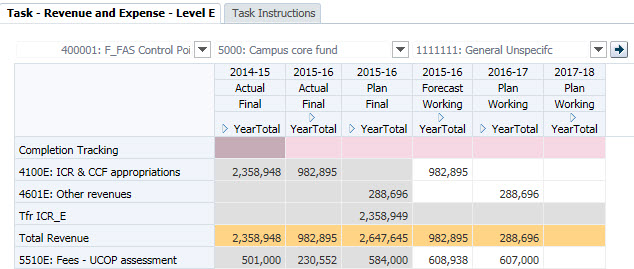 Task - Revenue and Expense - Level E Task Instructions
400001: F_FAS Control Poi 5000: Campus core fund 1111111: General Unspecifc
2014-15 2015-16 2015-16 2015-16 2016-17 2017-18
Actual Actual Plan Forecast Plan Plan
Final Final Final Working Working Working
YearTotal YearTotal YearTotal YearTotal YearTotal YearTotal
Completion Tracking
4100E: ICR & CCF appropriations 2,358,948 982,895 982,895
4601E: Other revenues 288,696 288,696
Tfr ICR_E 2,358,949
Total Revenue 2,358,948 982,895 2,647,645 982,895 288,696
5510E: Fees - UCOP assessment 501,000 230,552 584,000 608,938 607,000